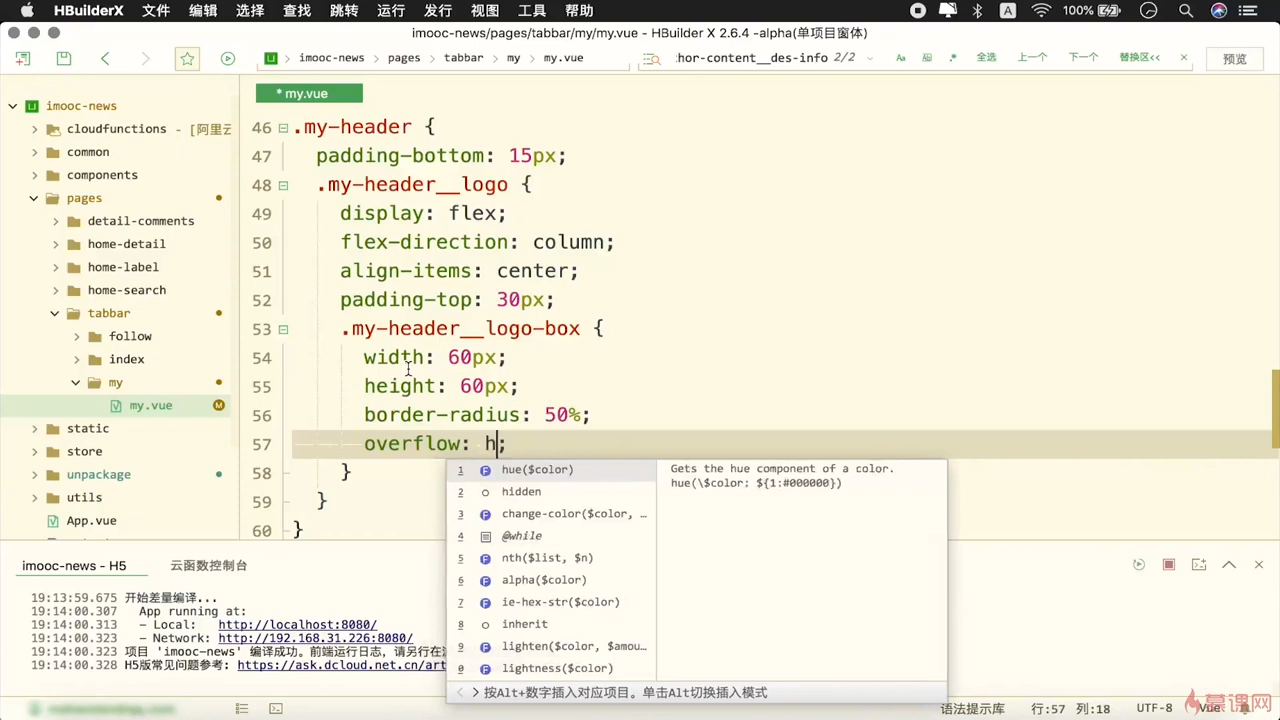 HBuilderX 文件 编辑 选择 查找 跳转 运行 发行 视图 工具 帮助 100%
imooc-news/pages/tabbar/my/my.vue - HBuilder X 2.6.4 -alpha(单项目窗体)
imooc-news pages tabbar my my.vue :hor-content__des-info 2/2 Aa .* 全选 上一个 下一个 替换区<< 预览
* my.vue
imooc-news
cloudfunctions - [阿里云
common
components
pages
detail-comments
home-detail
home-label
home-search
tabbar
follow
index
my
my.vue M
static
store
unpackage
utils
App.vue
46 .my-header {
47 padding-bottom: 15px;
48 .my-header__logo {
49 display: flex;
50 flex-direction: column;
51 align-items: center;
52 padding-top: 30px;
53 .my-header__logo-box {
54 width: 60px;
55 height: 60px;
56 border-radius: 50%;
57 overflow: h;
58 }
59 }
60 }
1 F hue($color)
2 hidden
3 F change-color($color, …
4 @while
5 F nth($list, $n)
6 F alpha($color)
7 F ie-hex-str($color)
8 inherit
9 F lighten($color, $amou…
0 F lightness($color)
Gets the hue component of a color.
hue(\$color: ${1:#000000})
< > 按Alt+数字插入对应项目。单击Alt切换插入模式
imooc-news - H5 云函数控制台
19:13:59.675 开始差量编译...
19:14:00.307 App running at:
19:14:00.313 - Local: http://localhost:8080/
19:14:00.323 - Network: http://192.168.31.226:8080/
19:14:00.323 项目 'imooc-news' 编译成功。前端运行日志，请另行在
19:14:00.328 H5版常见问题参考: https://ask.dcloud.net.cn/art
语法提示库 行:57 列:18 UTF-8 Vue
慕课网